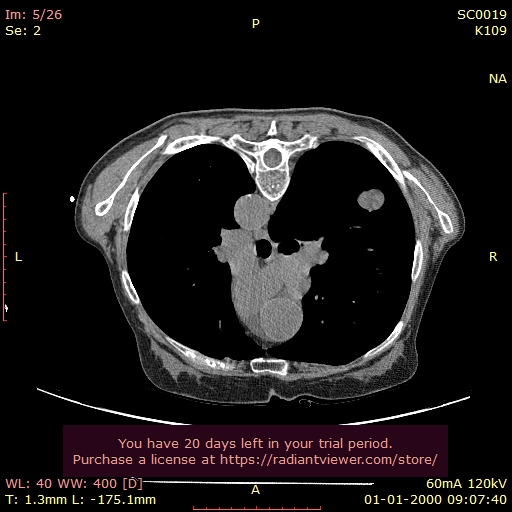 Im: 5/26
Se: 2
P
SC0019
K109
NA
L
R
You have 20 days left in your trial period.
Purchase a license at https://radiantviewer.com/store/
WL: 40 WW: 400 [D]
T: 1.3mm L: -175.1mm
A
60mA 120kV
01-01-2000 09:07:40